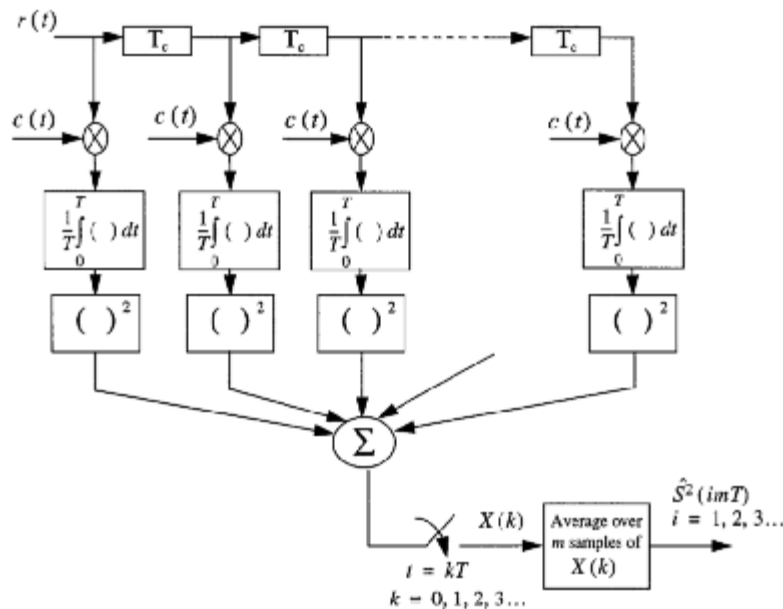 r(t) T_c T_c T_c
c(t) c(t) c(t) c(t)
1/T ∫_0^T ( ) dt 1/T ∫_0^T ( ) dt 1/T ∫_0^T ( ) dt 1/T ∫_0^T ( ) dt
( )² ( )² ( )² ( )²
Σ
X(k)
Average over
m samples of
X(k)
Ŝ²(imT)
i = 1, 2, 3...
t = kT
k = 0, 1, 2, 3...